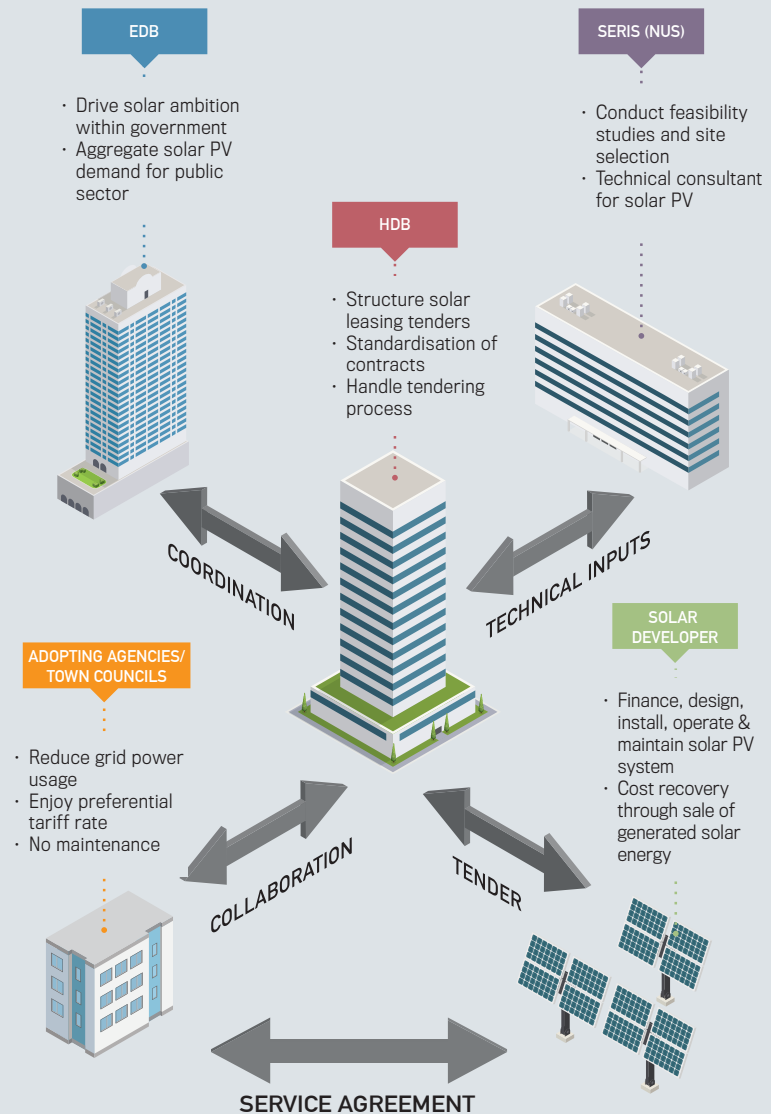 EDB
· Drive solar ambition
within government
· Aggregate solar PV
demand for public
sector
SERIS (NUS)
· Conduct feasibility
studies and site
selection
· Technical consultant
for solar PV
HDB
· Structure solar
leasing tenders
· Standardisation of
contracts
· Handle tendering
process
COORDINATION
TECHNICAL INPUTS
ADOPTING AGENCIES/
TOWN COUNCILS
· Reduce grid power
usage
· Enjoy preferential
tariff rate
· No maintenance
SOLAR
DEVELOPER
· Finance, design,
install, operate &
maintain solar PV
system
· Cost recovery
through sale of
generated solar
energy
COLLABORATION
TENDER
SERVICE AGREEMENT